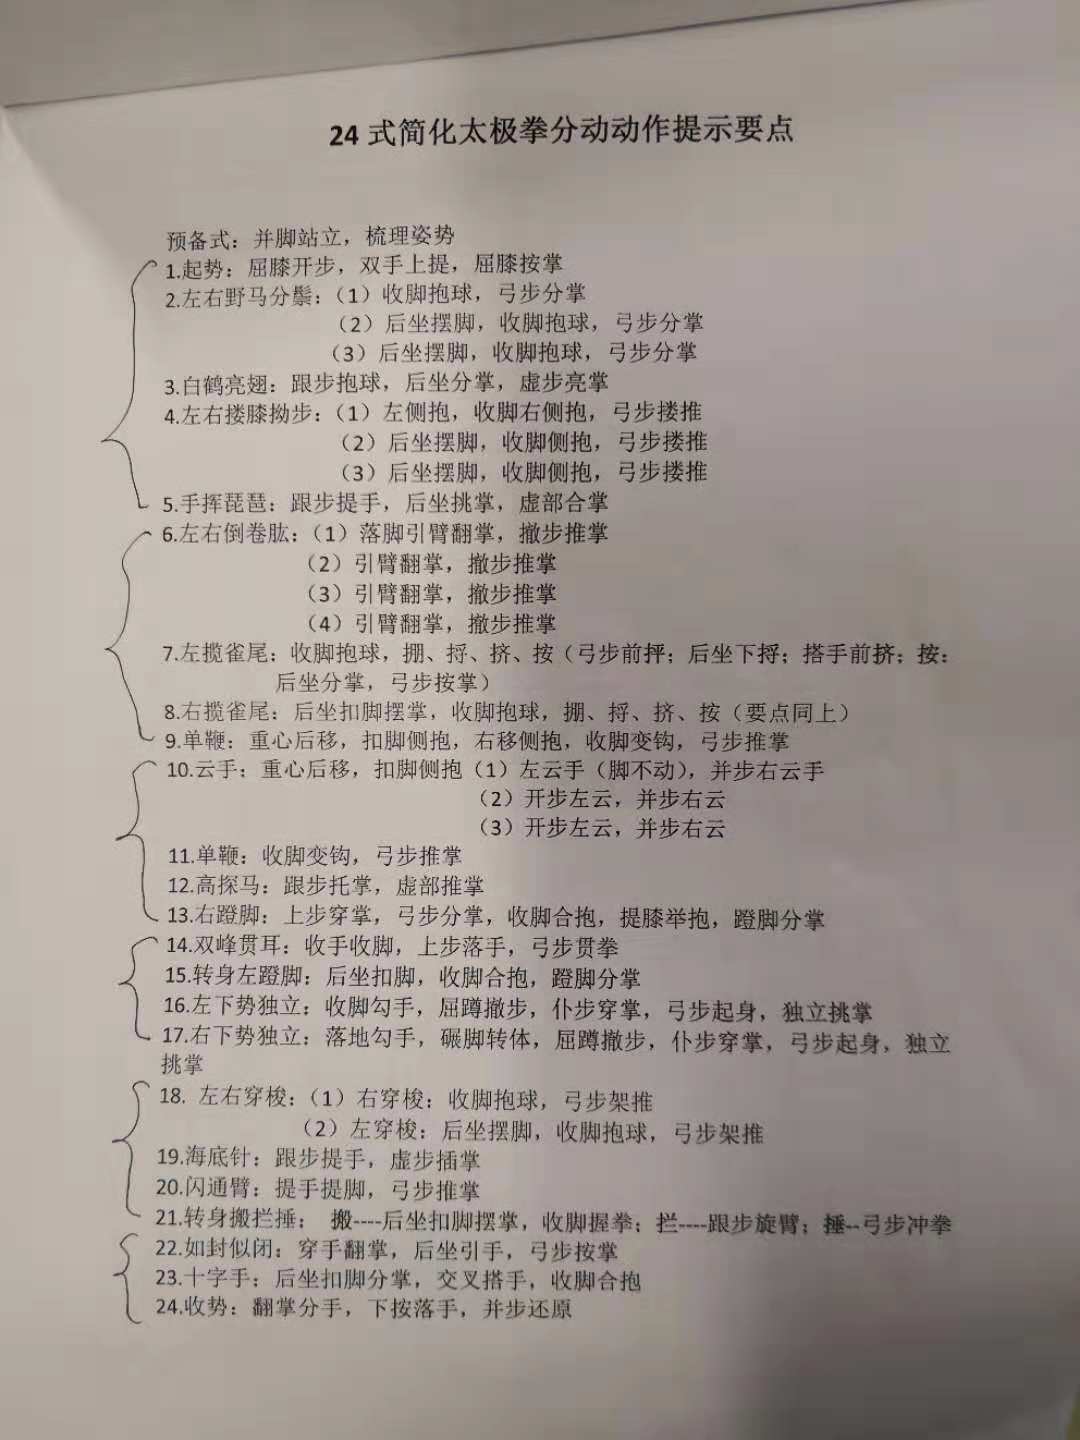 24 式简化太极拳分动动作提示要点
预备式：并脚站立，梳理姿势
1.起势：屈膝开步，双手上提，屈膝按掌
2.左右野马分鬃：（1）收脚抱球，弓步分掌
（2）后坐摆脚，收脚抱球，弓步分掌
（3）后坐摆脚，收脚抱球，弓步分掌
3.白鹤亮翅：跟步抱球，后坐分掌，虚步亮掌
4.左右搂膝拗步：（1）左侧抱，收脚右侧抱，弓步搂推
（2）后坐摆脚，收脚侧抱，弓步搂推
（3）后坐摆脚，收脚侧抱，弓步搂推
5.手挥琵琶：跟步提手，后坐挑掌，虚部合掌
6.左右倒卷肱：（1）落脚引臂翻掌，撤步推掌
（2）引臂翻掌，撤步推掌
（3）引臂翻掌，撤步推掌
（4）引臂翻掌，撤步推掌
7.左揽雀尾：收脚抱球，掤、捋、挤、按（弓步前抨；后坐下捋；搭手前挤；按：
后坐分掌，弓步按掌）
8.右揽雀尾：后坐扣脚摆掌，收脚抱球，掤、捋、挤、按（要点同上）
9.单鞭：重心后移，扣脚侧抱，右移侧抱，收脚变钩，弓步推掌
10.云手：重心后移，扣脚侧抱（1）左云手（脚不动），并步右云手
（2）开步左云，并步右云
（3）开步左云，并步右云
11.单鞭：收脚变钩，弓步推掌
12.高探马：跟步托掌，虚部推掌
13.右蹬脚：上步穿掌，弓步分掌，收脚合抱，提膝举抱，蹬脚分掌
14.双峰贯耳：收手收脚，上步落手，弓步贯拳
15.转身左蹬脚：后坐扣脚，收脚合抱，蹬脚分掌
16.左下势独立：收脚勾手，屈蹲撤步，仆步穿掌，弓步起身，独立挑掌
17.右下势独立：落地勾手，碾脚转体，屈蹲撤步，仆步穿掌，弓步起身，独立
挑掌
18. 左右穿梭：（1）右穿梭：收脚抱球，弓步架推
（2）左穿梭：后坐摆脚，收脚抱球，弓步架推
19.海底针：跟步提手，虚步插掌
20.闪通臂：提手提脚，弓步推掌
21.转身搬拦捶： 搬----后坐扣脚摆掌，收脚握拳；拦----跟步旋臂；捶--弓步冲拳
22.如封似闭：穿手翻掌，后坐引手，弓步按掌
23.十字手：后坐扣脚分掌，交叉搭手，收脚合抱
24.收势：翻掌分手，下按落手，并步还原